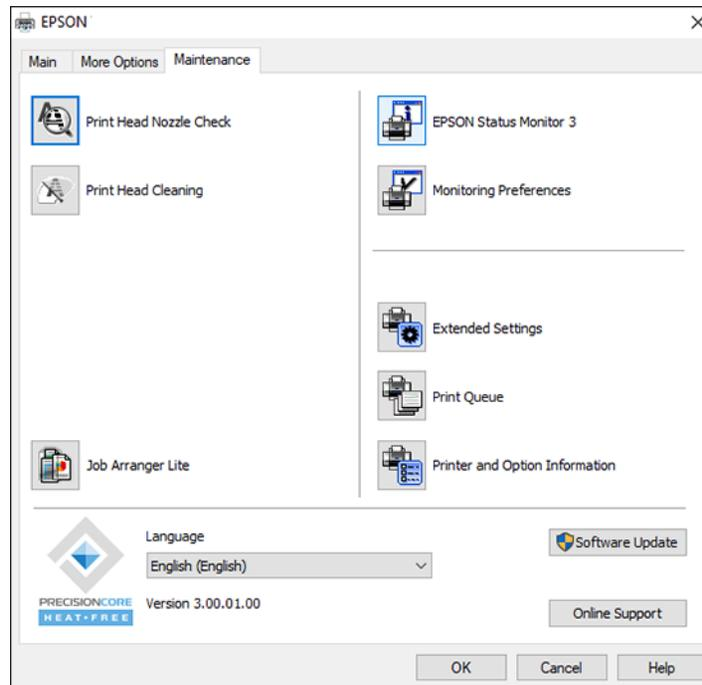 EPSON
Main
More Options
Maintenance
Print Head Nozzle Check
Print Head Cleaning
Job Arranger Lite
EPSON Status Monitor 3
Monitoring Preferences
Extended Settings
Print Queue
Printer and Option Information
PRECISIONCORE
HEAT-FREE
Language
English (English)
Version 3.00.01.00
Software Update
Online Support
OK
Cancel
Help